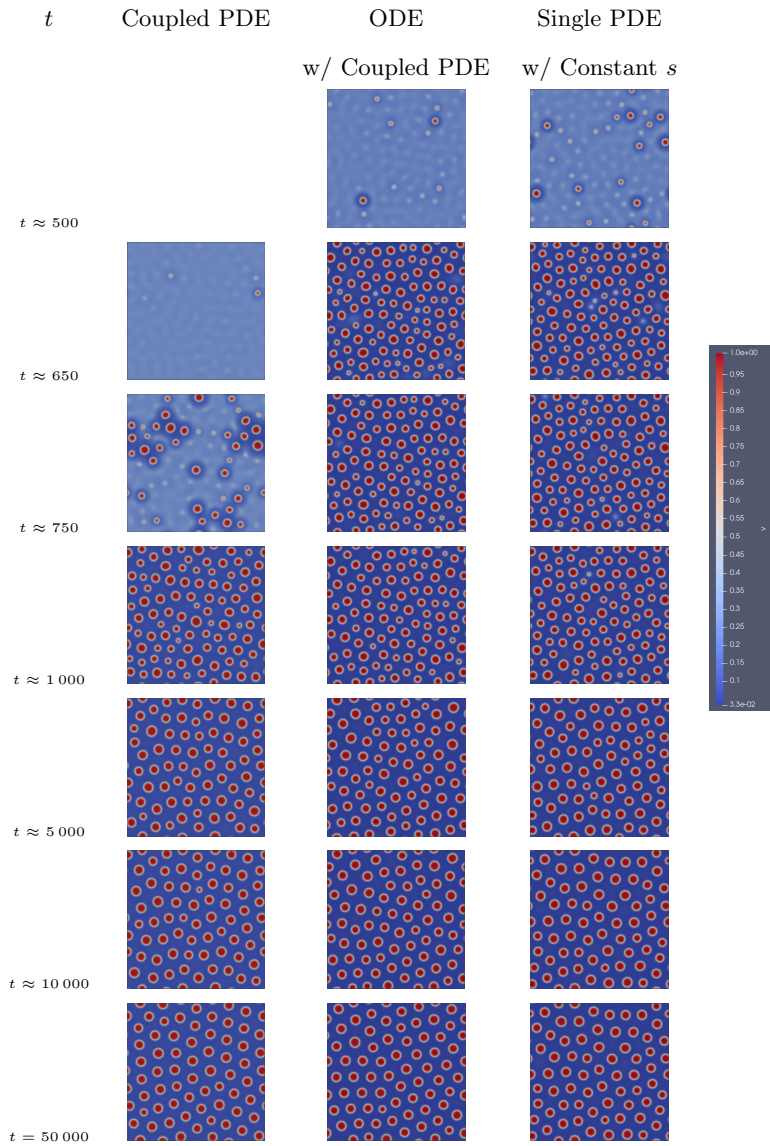 t Coupled PDE ODE Single PDE
w/ Coupled PDE w/ Constant s
t ≈ 500
t ≈ 650
t ≈ 750
t ≈ 1 000
t ≈ 5 000
t ≈ 10 000
t = 50 000
1.0e+00
0.95
0.9
0.85
0.8
0.75
0.7
0.65
0.6
0.55
0.5
0.45
0.4
0.35
0.3
0.25
0.2
0.15
0.1
3.3e-02
v